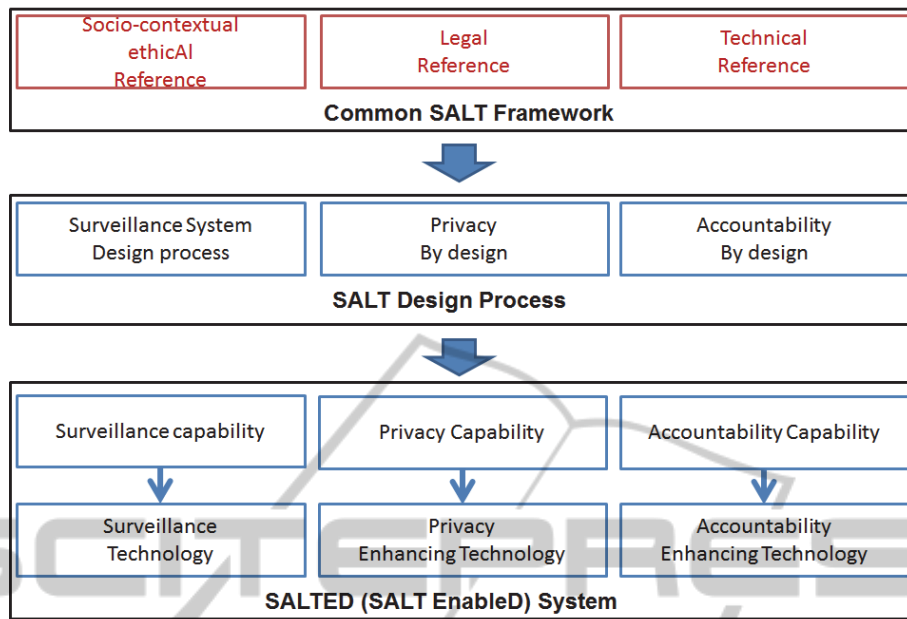 Socio-contextual
ethicAl
Reference
Legal
Reference
Technical
Reference
Common SALT Framework
Surveillance System
Design process
Privacy
By design
Accountability
By design
SALT Design Process
Surveillance capability
Privacy Capability
Accountability Capability
Surveillance
Technology
Privacy
Enhancing Technology
Accountability
Enhancing Technology
SALTED (SALT EnableD) System
SCITEPRESS